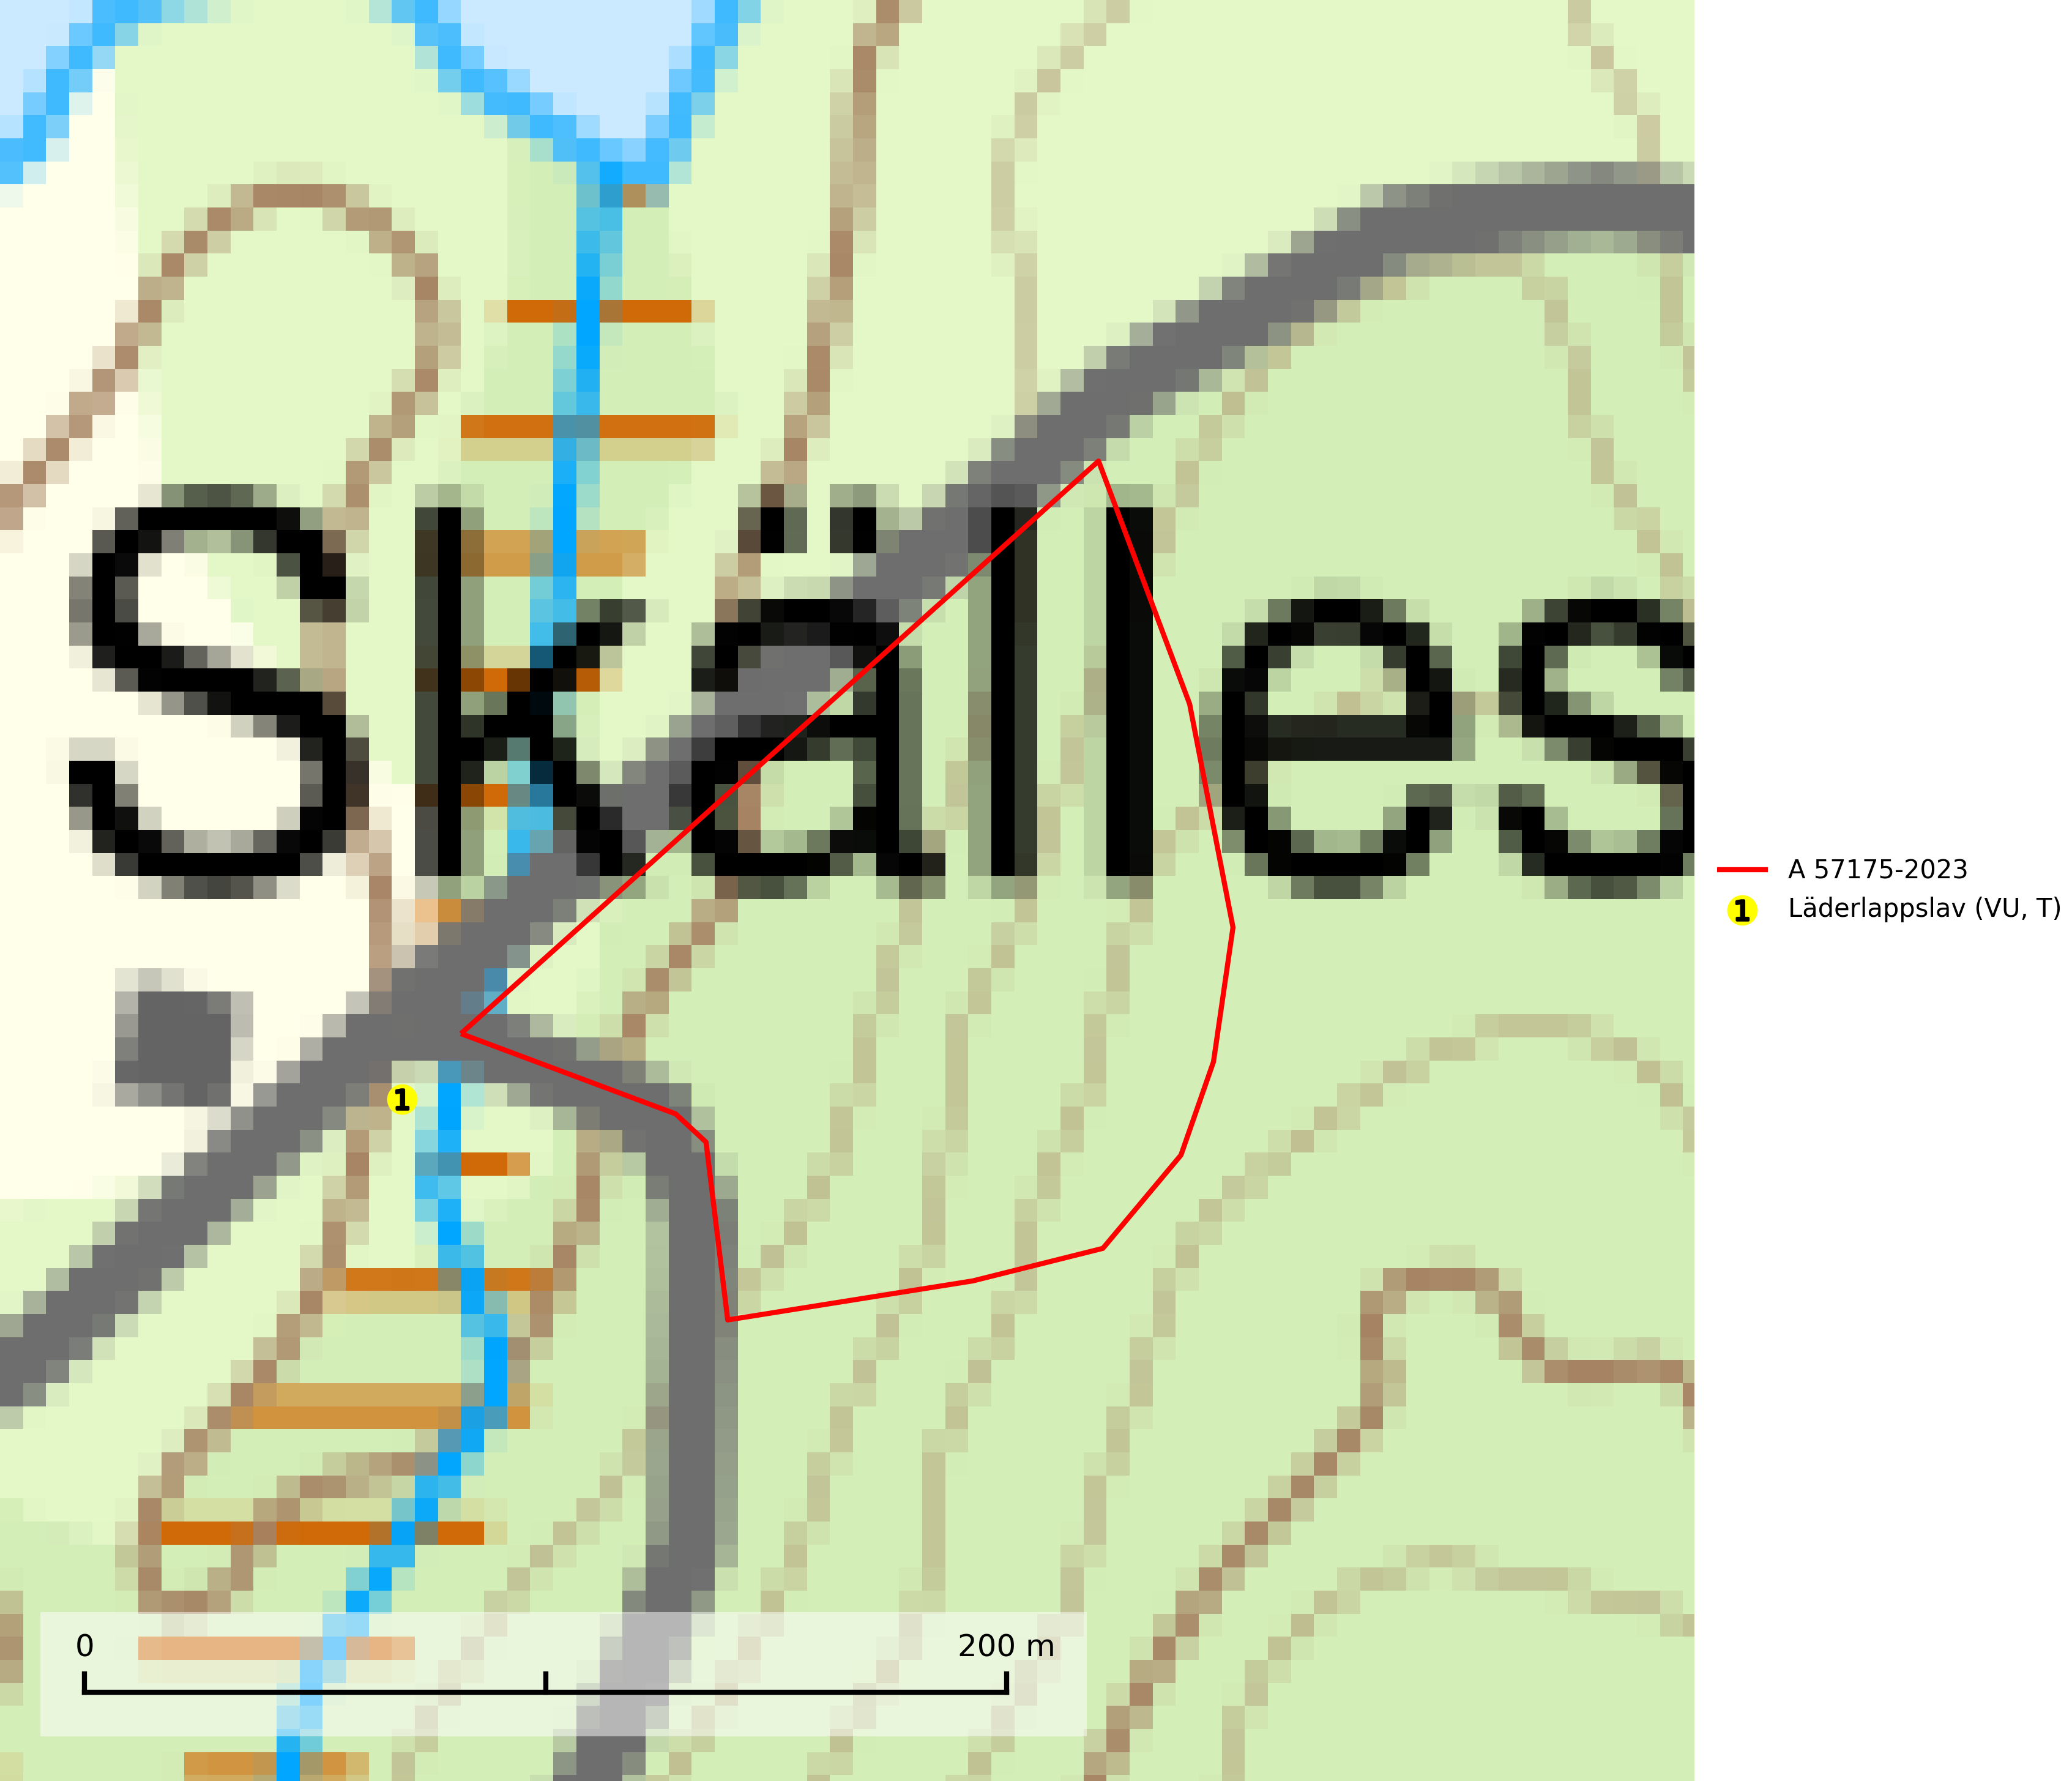 Skälles
A 57175-2023
1 Läderlappslav (VU, T)
1
0 200 m